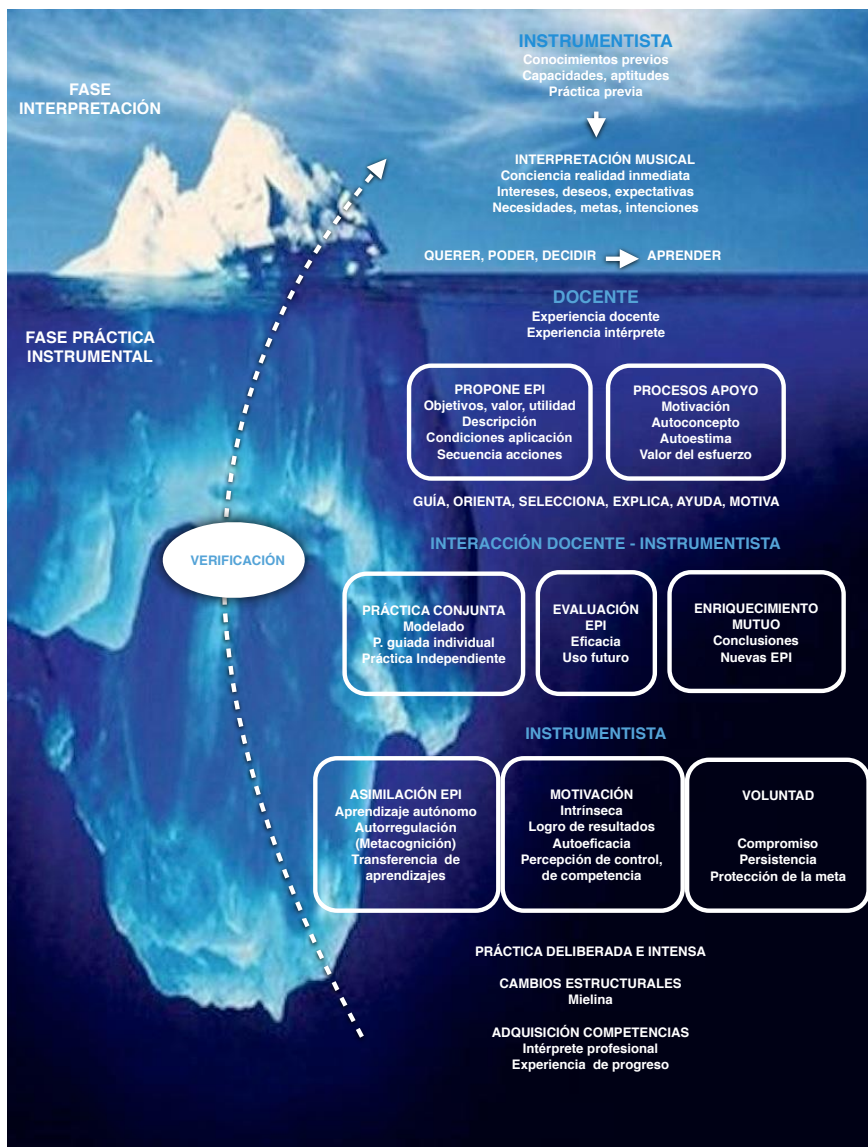 INSTRUMENTISTA
Conocimientos previos
Capacidades, aptitudes
Práctica previa
FASE
INTERPRETACIÓN
INTERPRETACIÓN MUSICAL
Conciencia realidad inmediata
Intereses, deseos, expectativas
Necesidades, metas, intenciones
QUERER, PODER, DECIDIR
APRENDER
DOCENTE
Experiencia docente
Experiencia intérprete
FASE PRÁCTICA
INSTRUMENTAL
PROPONE EPI
Objetivos, valor, utilidad
Descripción
Condiciones aplicación
Secuencia acciones
PROCESOS APOYO
Motivación
Autoconcepto
Autoestima
Valor del esfuerzo
GUÍA, ORIENTA, SELECCIONA, EXPLICA, AYUDA, MOTIVA
INTERACCIÓN DOCENTE - INSTRUMENTISTA
VERIFICACIÓN
PRÁCTICA CONJUNTA
Modelado
P. guiada individual
Práctica Independiente
EVALUACIÓN
EPI
Eficacia
Uso futuro
ENRIQUECIMIENTO
MUTUO
Conclusiones
Nuevas EPI
INSTRUMENTISTA
ASIMILACIÓN EPI
Aprendizaje autónomo
Autorregulación
(Metacognición)
Transferencia de
aprendizajes
MOTIVACIÓN
Intrínseca
Logro de resultados
Autoeficacia
Percepción de control,
de competencia
VOLUNTAD
Compromiso
Persistencia
Protección de la meta
PRÁCTICA DELIBERADA E INTENSA
CAMBIOS ESTRUCTURALES
Mielina
ADQUISICIÓN COMPETENCIAS
Intérprete profesional
Experiencia de progreso